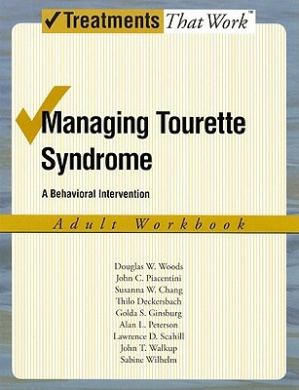 Treatments That Work™
Managing Tourette
Syndrome
A Behavioral Intervention
Adult Workbook
Douglas W. Woods
John C. Piacentini
Susanna W. Chang
Thilo Deckersbach
Golda S. Ginsburg
Alan L. Peterson
Lawrence D. Scahill
John T. Walkup
Sabine Wilhelm